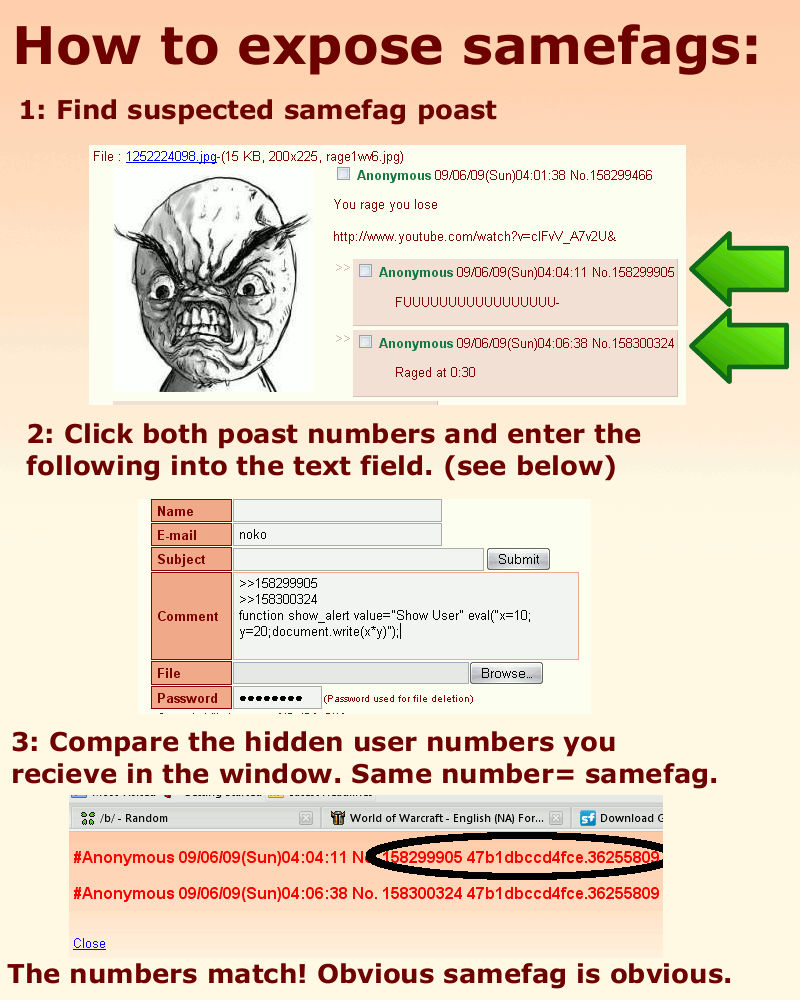 How to expose samefags:
1: Find suspected samefag poast
File : 1252224098.jpg-(15 KB, 200x225, rage1wv6.jpg)
Anonymous 09/06/09(Sun)04:01:38 No.158299466
You rage you lose
http://www.youtube.com/watch?v=cIFvV_A7v2U&
>> Anonymous 09/06/09(Sun)04:04:11 No.158299905
FUUUUUUUUUUUUUUUUU-
>> Anonymous 09/06/09(Sun)04:06:38 No.158300324
Raged at 0:30
2: Click both poast numbers and enter the
following into the text field. (see below)
Name
E-mail noko
Subject Submit
>>158299905
>>158300324
Comment function show_alert value="Show User" eval("x=10;
y=20;document.write(x*y)");
File Browse...
Password ●●●●●●●● (Password used for file deletion)
3: Compare the hidden user numbers you
recieve in the window. Same number= samefag.
/b/ - Random World of Warcraft - English (NA) For... Download G
#Anonymous 09/06/09(Sun)04:04:11 No. 158299905 47b1dbccd4fce.36255809
#Anonymous 09/06/09(Sun)04:06:38 No. 158300324 47b1dbccd4fce.36255809
Close
The numbers match! Obvious samefag is obvious.